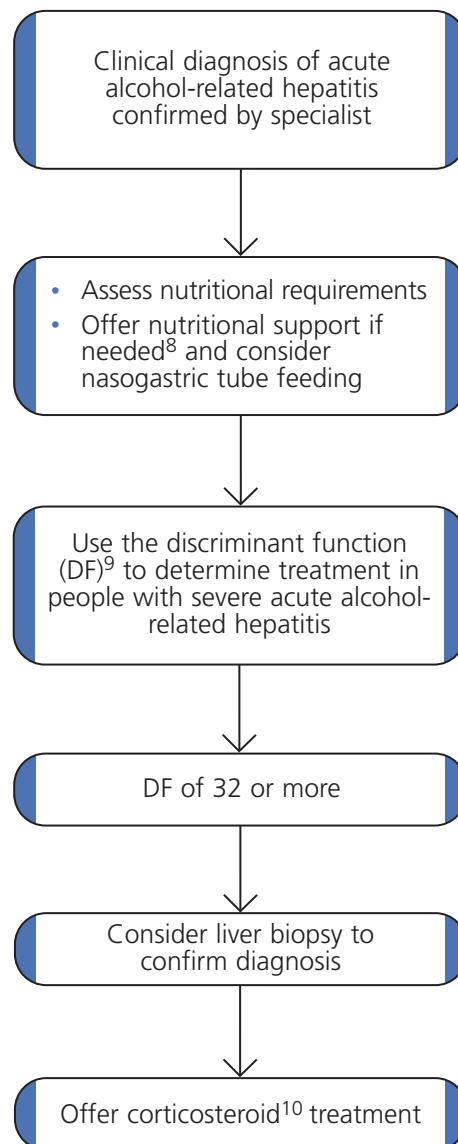 Clinical diagnosis of acute
alcohol-related hepatitis
confirmed by specialist
• Assess nutritional requirements
• Offer nutritional support if
needed8 and consider
nasogastric tube feeding
Use the discriminant function
(DF)9 to determine treatment in
people with severe acute alcohol-
related hepatitis
DF of 32 or more
Consider liver biopsy to
confirm diagnosis
Offer corticosteroid10 treatment